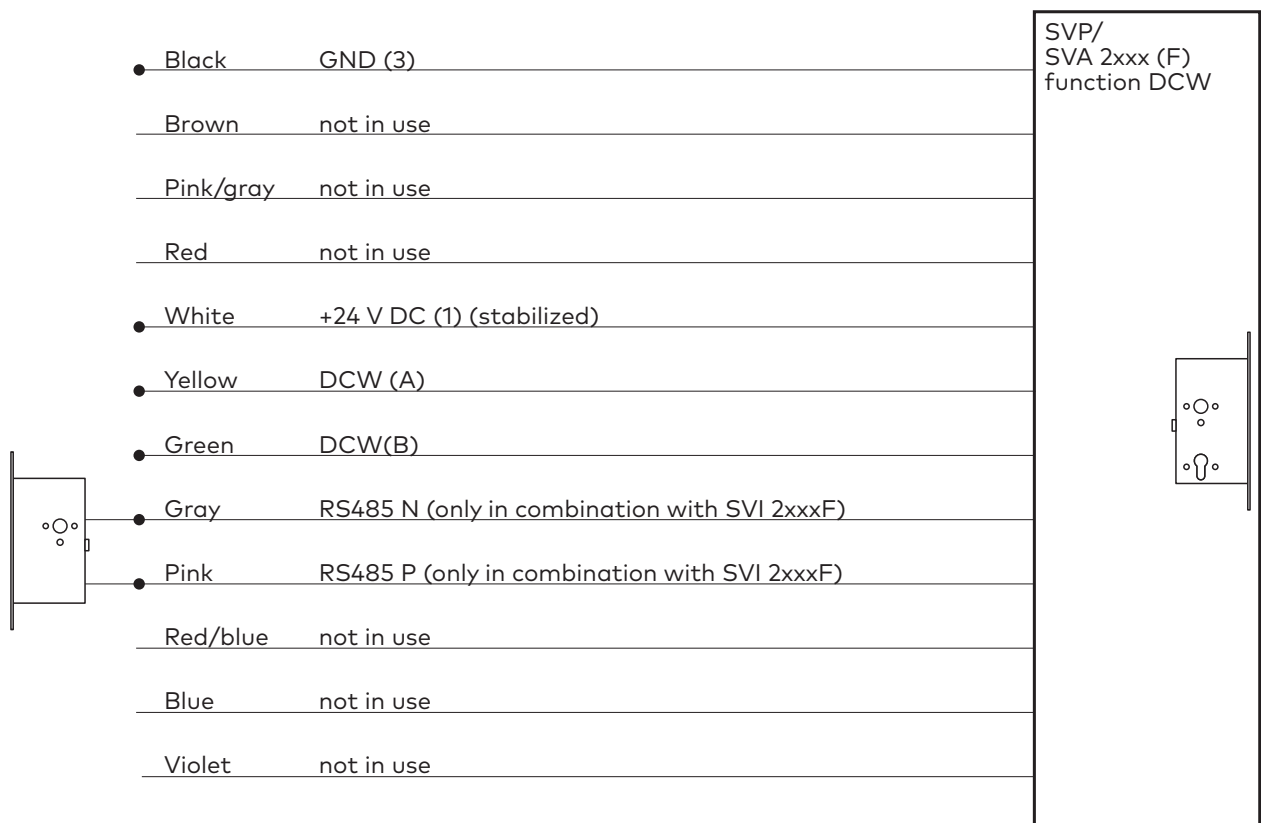 SVP/
SVA 2xxx (F)
function DCW
Black GND (3)
Brown not in use
Pink/gray not in use
Red not in use
White +24 V DC (1) (stabilized)
Yellow DCW (A)
Green DCW(B)
Gray RS485 N (only in combination with SVI 2xxxF)
Pink RS485 P (only in combination with SVI 2xxxF)
Red/blue not in use
Blue not in use
Violet not in use